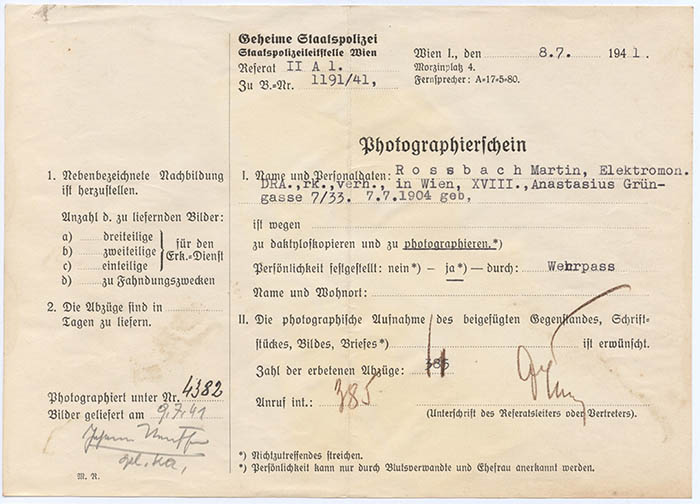 Geheime Staatspolizei
Staatspolizeileitstelle Wien
Referat II A 1.
Zu B.-Nr. 1191/41,
Wien I., den 8.7. 1941.
Morzinplatz 4.
Fernsprecher: A-17-5-80.
Photographierschein
1. Nebenbezeichnete Nachbildung
ist herzustellen.
Anzahl d. zu liefernden Bilder:
a) ........ dreiteilige
b) ........ zweiteilige
c) ........ einteilige
für den
Erk.-Dienst
d) ........ zu Fahndungszwecken
2. Die Abzüge sind in
Tagen zu liefern.
Photographiert unter Nr. 4382
Bilder geliefert am 9.7.41
M. R.
I. Name und Personaldaten: Rossbach Martin, Elektromon.
DRA.,rk.,verh., in Wien, XVIII.,Anastasius Grün-
gasse 7/33. 7.7.1904 geb,
ist wegen
zu daktyloskopieren und zu photographieren.*)
Persönlichkeit festgestellt: nein*) – ja*) – durch: Wehrpass
Name und Wohnort:
II. Die photographische Aufnahme des beigefügten Gegenstandes, Schrift-
stückes, Bildes, Briefes*) ist erwünscht.
Zahl der erbetenen Abzüge: 385
Anruf int.: 385
(Unterschrift des Referatsleiters oder Vertreters).
*) Nichtzutreffendes streichen.
*) Persönlichkeit kann nur durch Blutsverwandte und Ehefrau anerkannt werden.